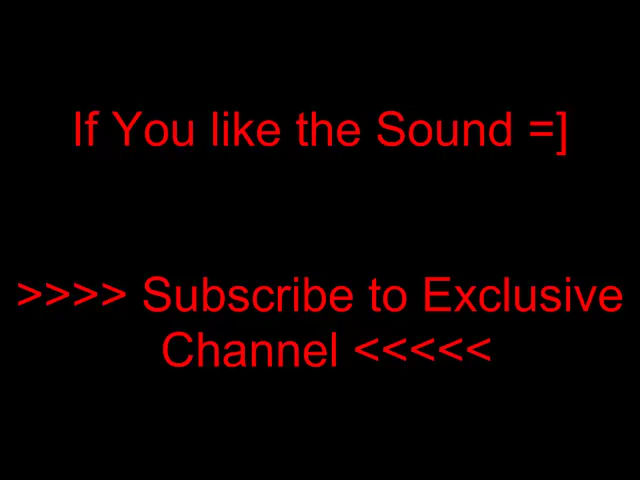 If You like the Sound =]
>>>> Subscribe to Exclusive
Channel <<<<<